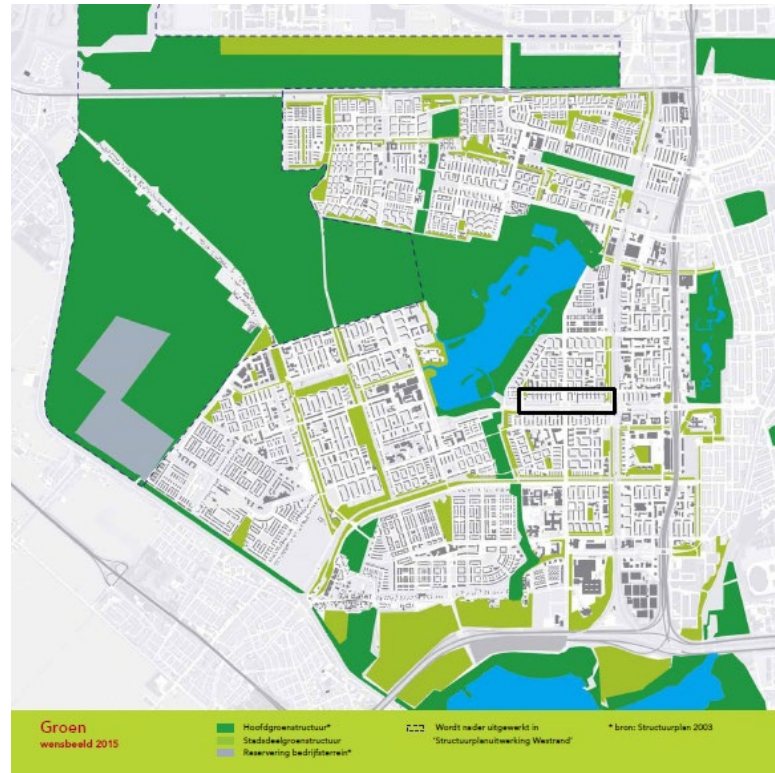 Groen
wensbeeld 2015
Hoofdgroenstructuur*
Stadsdeelgroenstructuur
Reservering bedrijfsterrein*
Wordt nader uitgewerkt in
'Structuurplanuitwerking Westrand'
* bron: Structuurplan 2003